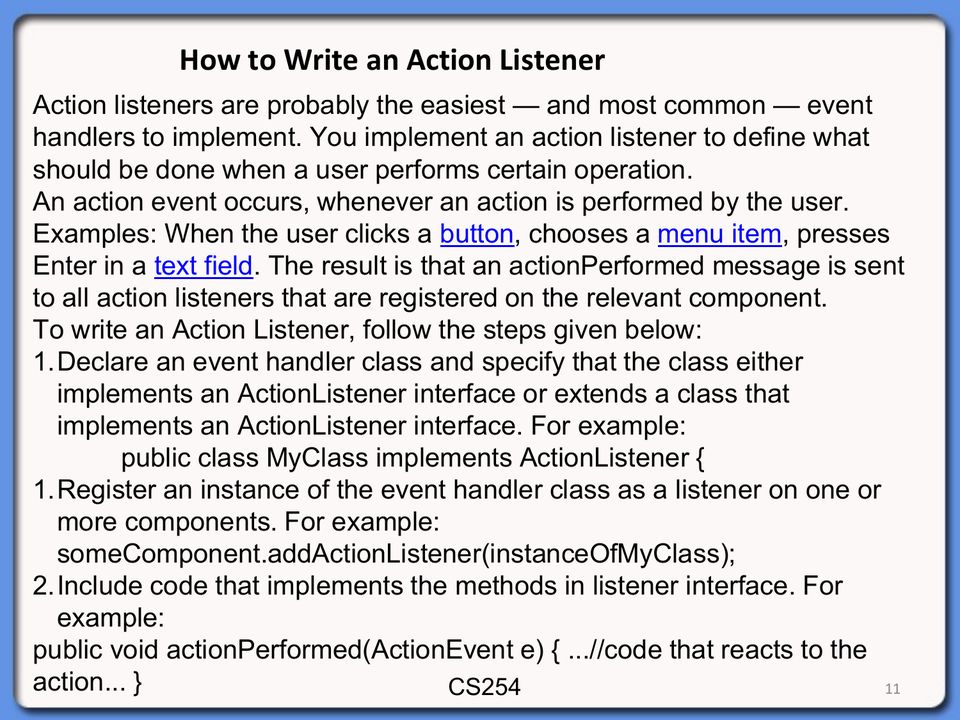 How to Write an Action Listener
Action listeners are probably the easiest — and most common — event
handlers to implement. You implement an action listener to define what
should be done when a user performs certain operation.
An action event occurs, whenever an action is performed by the user.
Examples: When the user clicks a button, chooses a menu item, presses
Enter in a text field. The result is that an actionPerformed message is sent
to all action listeners that are registered on the relevant component.
To write an Action Listener, follow the steps given below:
1.Declare an event handler class and specify that the class either
implements an ActionListener interface or extends a class that
implements an ActionListener interface. For example:
public class MyClass implements ActionListener {
1.Register an instance of the event handler class as a listener on one or
more components. For example:
someComponent.addActionListener(instanceOfMyClass);
2.Include code that implements the methods in listener interface. For
example:
public void actionPerformed(ActionEvent e) { ...//code that reacts to the
action... }
CS254
11